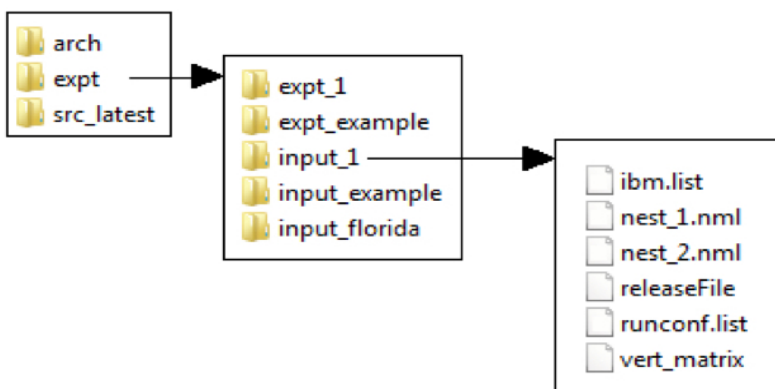 arch
expt
src_latest
expt_1
expt_example
input_1
input_example
input_florida
ibm.list
nest_1.nml
nest_2.nml
releaseFile
runconf.list
vert_matrix